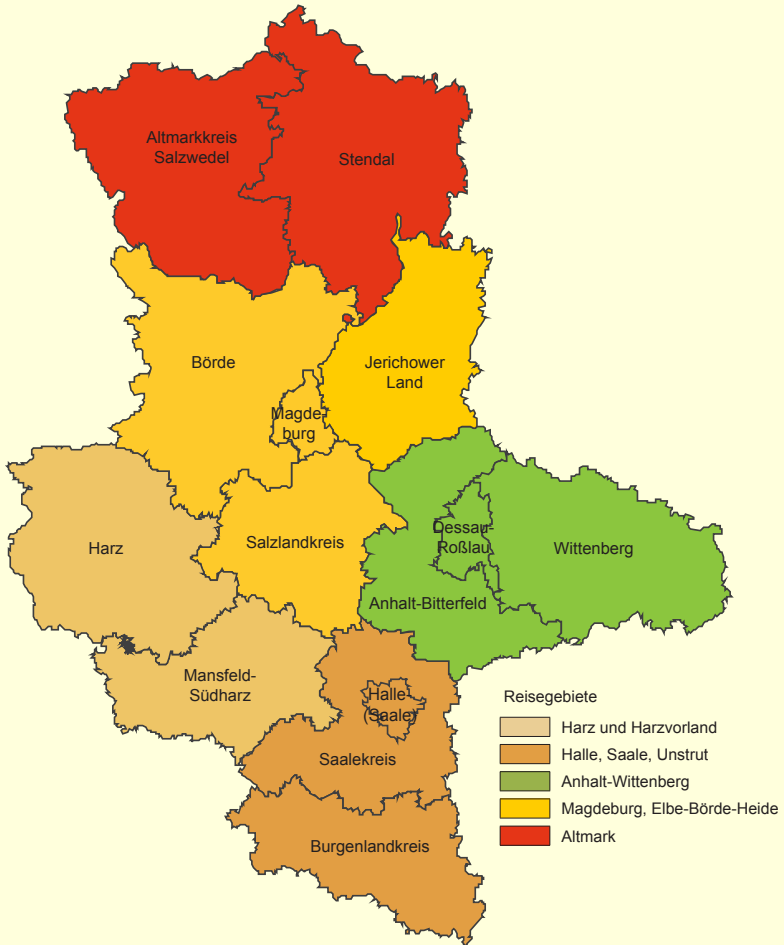 Altmarkkreis
Salzwedel
Stendal
Börde
Jerichower
Land
Magde-
burg
Salzlandkreis
Harz
Dessau-
Roßlau
Wittenberg
Anhalt-Bitterfeld
Mansfeld-
Südharz
Halle-
(Saale)
Saalekreis
Burgenlandkreis
Reisegebiete
Harz und Harzvorland
Halle, Saale, Unstrut
Anhalt-Wittenberg
Magdeburg, Elbe-Börde-Heide
Altmark